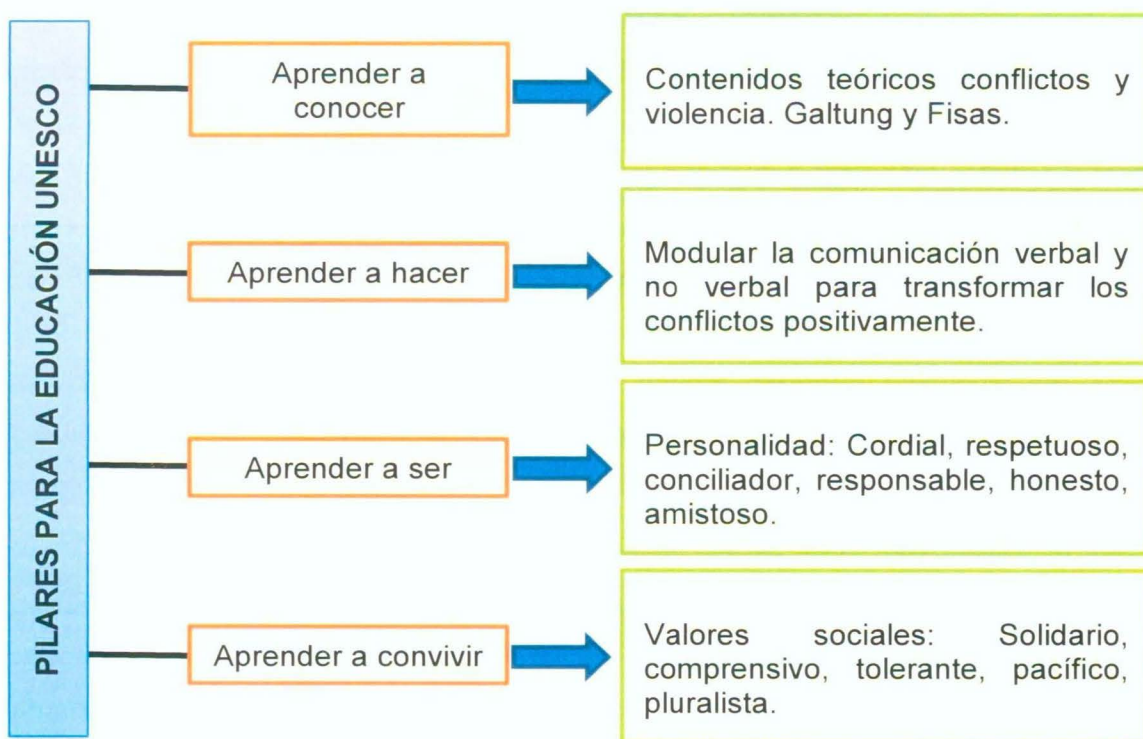 PILARES PARA LA EDUCACIÓN UNESCO
Aprender a
conocer
Contenidos teóricos conflictos y
violencia. Galtung y Fisas.
Aprender a hacer
Modular la comunicación verbal y
no verbal para transformar los
conflictos positivamente.
Aprender a ser
Personalidad: Cordial, respetuoso,
conciliador, responsable, honesto,
amistoso.
Aprender a convivir
Valores sociales: Solidario,
comprensivo, tolerante, pacífico,
pluralista.